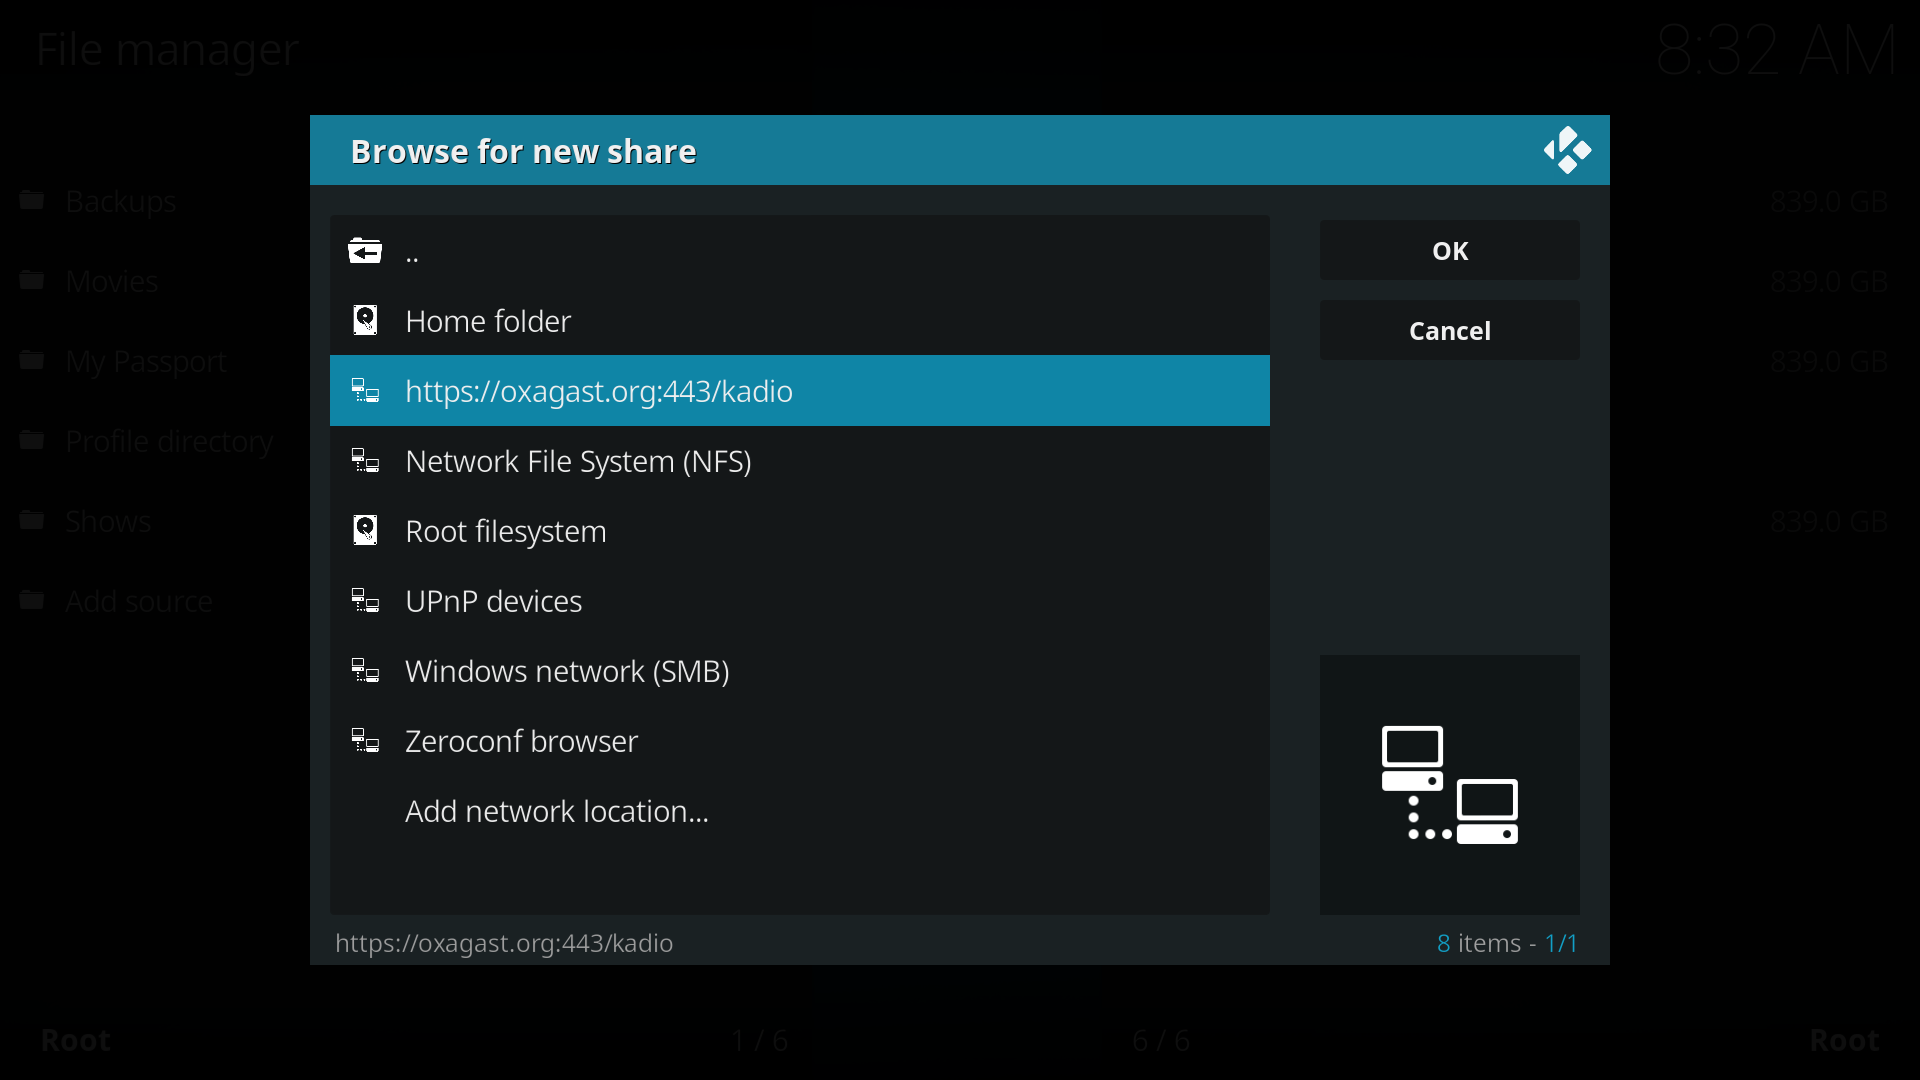 File manager
8:32 AM
Browse for new share
..
OK
Home folder
Cancel
https://oxagast.org:443/kadio
Network File System (NFS)
Root filesystem
UPnP devices
Windows network (SMB)
Zeroconf browser
Add network location...
https://oxagast.org:443/kadio
8 items - 1/1
Backups
839.0 GB
Movies
839.0 GB
My Passport
839.0 GB
Profile directory
Shows
839.0 GB
Add source
Root
1 / 6
6 / 6
Root